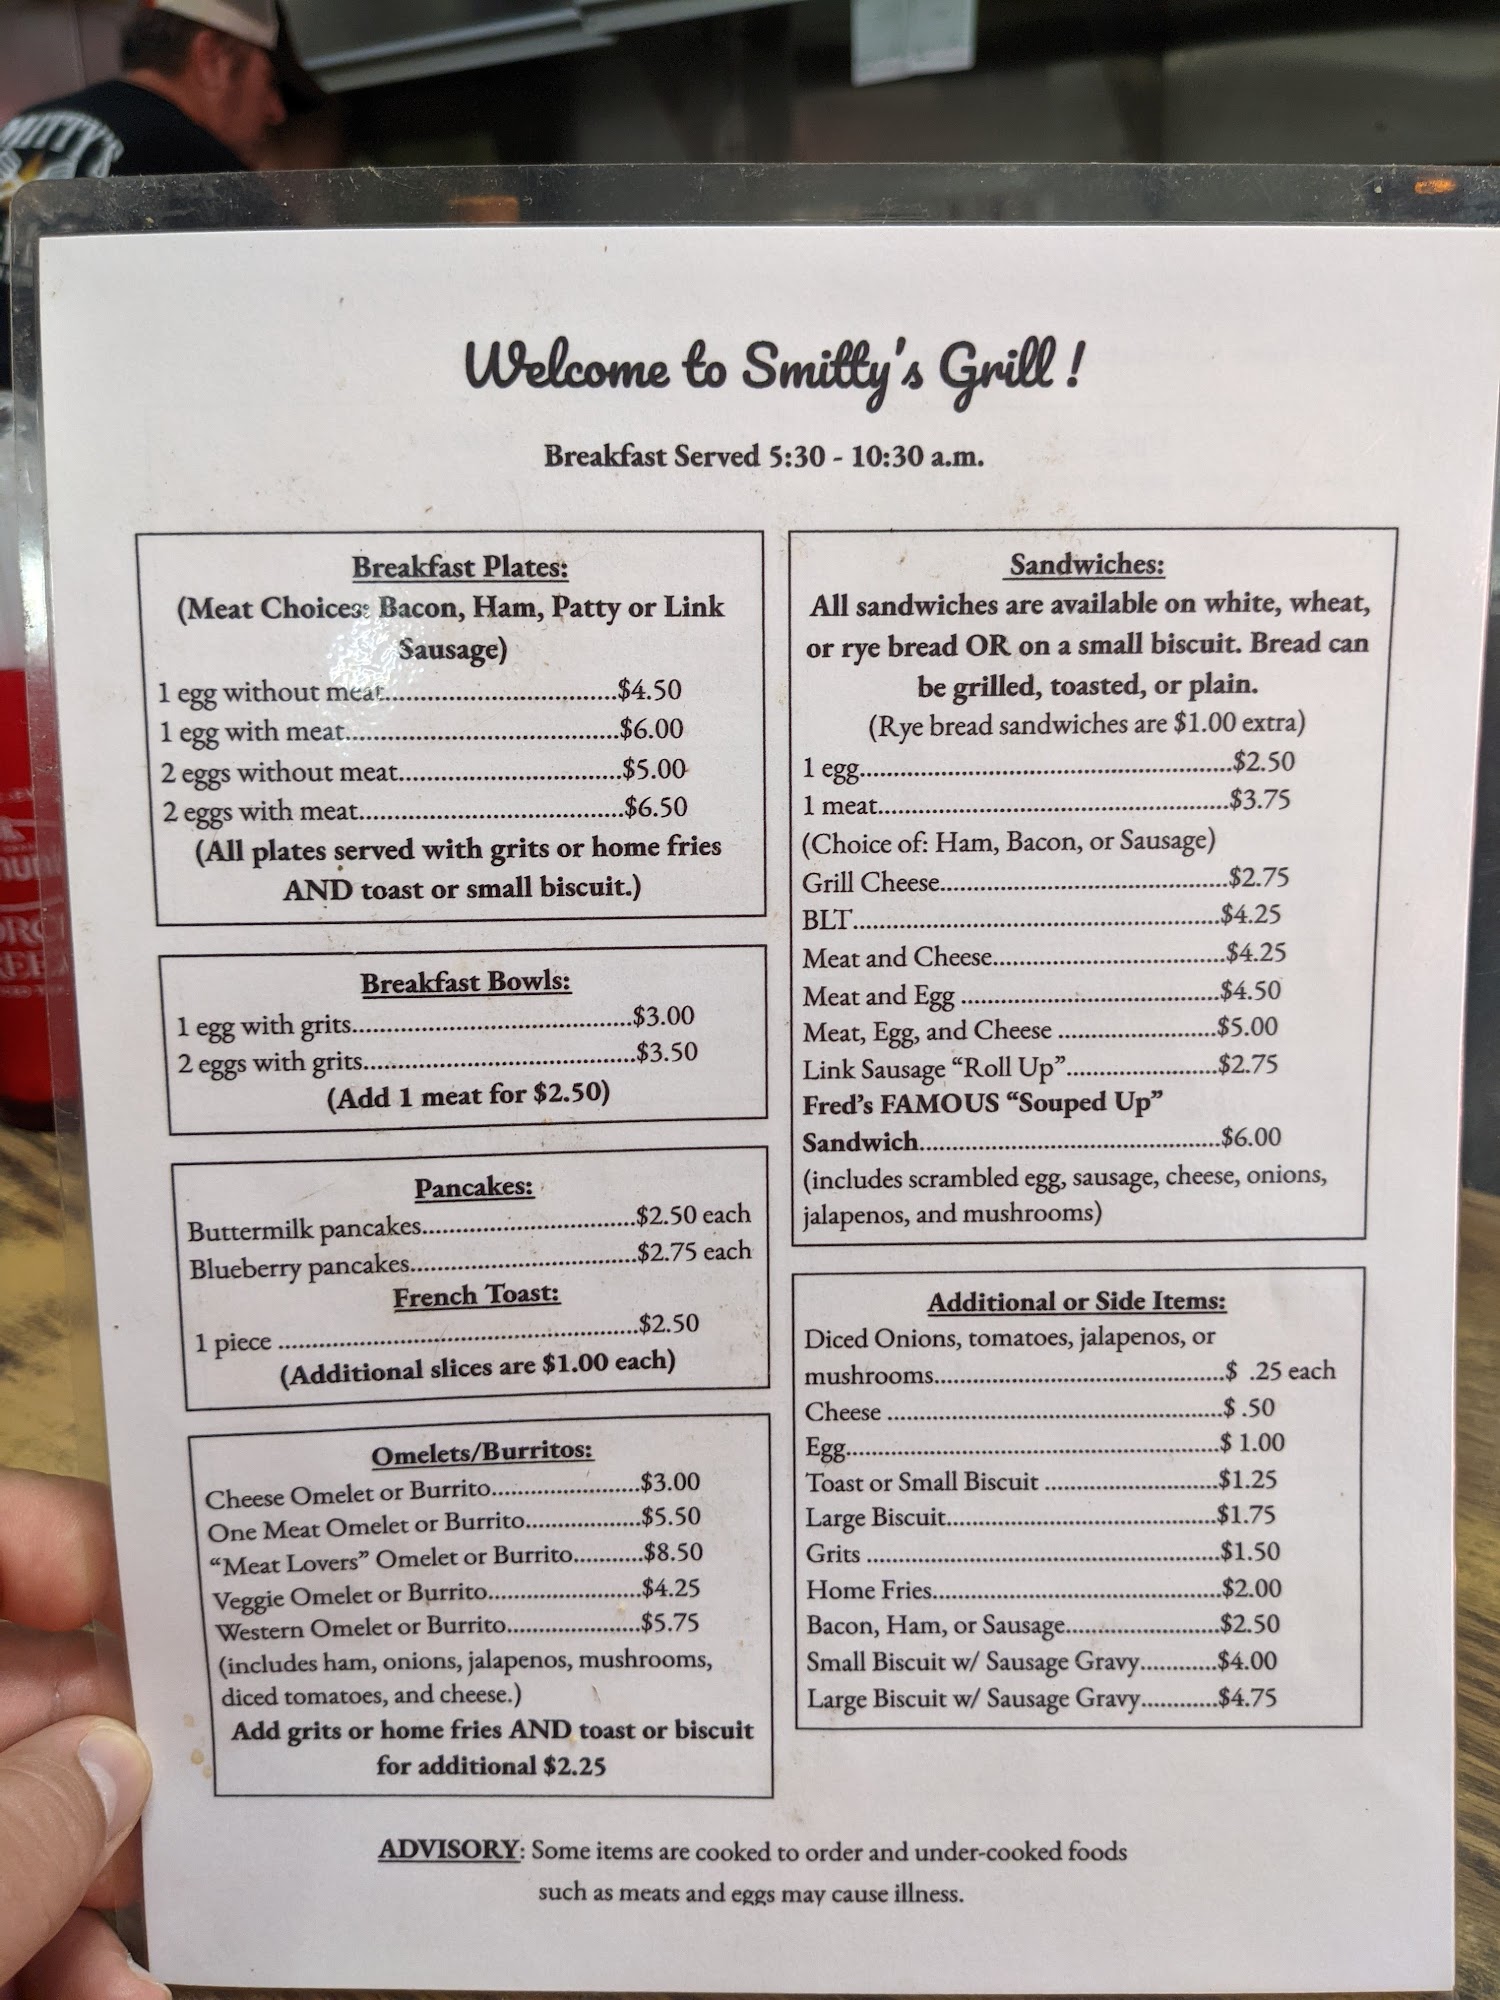 MITTY'S
Welcome to Smitty's Grill !
Breakfast Served 5:30 - 10:30 a.m.
Breakfast Plates:
(Meat Choices: Bacon, Ham, Patty or Link
Sausage)
1 egg without meat..............................$4.50
1 egg with meat..............................$6.00
2 eggs without meat..............................$5.00
2 eggs with meat..............................$6.50
(All plates served with grits or home fries
AND toast or small biscuit.)
Breakfast Bowls:
1 egg with grits..............................$3.00
2 eggs with grits..............................$3.50
(Add 1 meat for $2.50)
Pancakes:
Buttermilk pancakes..............................$2.50 each
Blueberry pancakes..............................$2.75 each
French Toast:
1 piece ..............................$2.50
(Additional slices are $1.00 each)
Omelets/Burritos:
Cheese Omelet or Burrito......................$3.00
One Meat Omelet or Burrito.................$5.50
"Meat Lovers" Omelet or Burrito..........$8.50
Veggie Omelet or Burrito......................$4.25
Western Omelet or Burrito...................$5.75
(includes ham, onions, jalapenos, mushrooms,
diced tomatoes, and cheese.)
Add grits or home fries AND toast or biscuit
for additional $2.25
Sandwiches:
All sandwiches are available on white, wheat,
or rye bread OR on a small biscuit. Bread can
be grilled, toasted, or plain.
(Rye bread sandwiches are $1.00 extra)
1 egg..............................$2.50
1 meat..............................$3.75
(Choice of: Ham, Bacon, or Sausage)
Grill Cheese..............................$2.75
BLT..............................$4.25
Meat and Cheese..............................$4.25
Meat and Egg ..............................$4.50
Meat, Egg, and Cheese .......................$5.00
Link Sausage "Roll Up"......................$2.75
Fred's FAMOUS "Souped Up"
Sandwich..............................$6.00
(includes scrambled egg, sausage, cheese, onions,
jalapenos, and mushrooms)
Additional or Side Items:
Diced Onions, tomatoes, jalapenos, or
mushrooms..............................$ .25 each
Cheese ..............................$ .50
Egg..............................$ 1.00
Toast or Small Biscuit .........................$1.25
Large Biscuit..............................$1.75
Grits ..............................$1.50
Home Fries..............................$2.00
Bacon, Ham, or Sausage......................$2.50
Small Biscuit w/ Sausage Gravy...........$4.00
Large Biscuit w/ Sausage Gravy...........$4.75
ADVISORY: Some items are cooked to order and under-cooked foods
such as meats and eggs may cause illness.